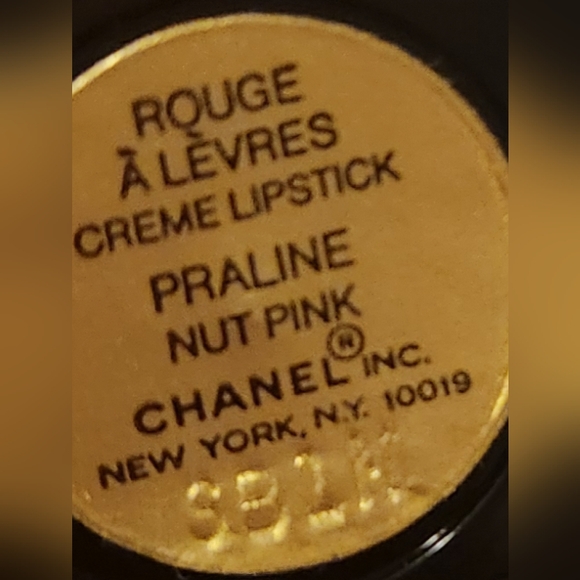 ROUGE
À LÈVRES
CREME LIPSTICK
PRALINE
NUT PINK
CHANEL® INC.
NEW YORK, N.Y. 10019